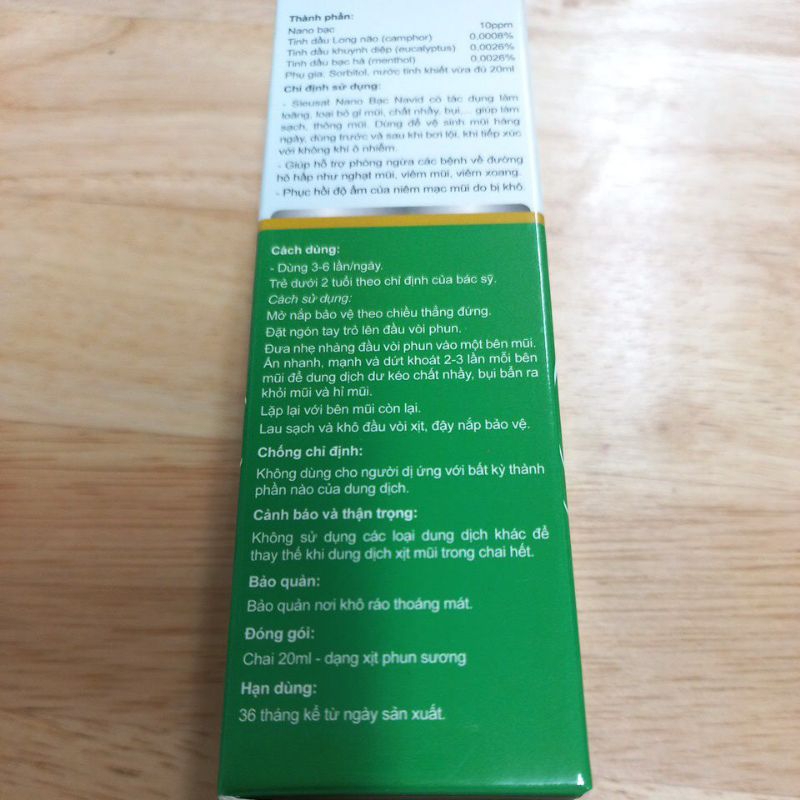 Thành phần:
Nano bạc 10ppm
Tinh dầu Long não (camphor) 0,0008%
Tinh dầu khuynh diệp (eucalyptus) 0,0026%
Tinh dầu bạc hà (menthol) 0,0026%
Phụ gia: Sorbitol, nước tinh khiết vừa đủ 20ml
Chỉ định sử dụng:
- Sieusat Nano Bạc Navid có tác dụng làm
loãng, loại bỏ gỉ mũi, chất nhầy, bụi,... giúp làm
sạch, thông mũi. Dùng để vệ sinh mũi hàng
ngày, dùng trước và sau khi bơi lội, khi tiếp xúc
với không khí ô nhiễm.
- Giúp hỗ trợ phòng ngừa các bệnh về đường
hô hấp như nghạt mũi, viêm mũi, viêm xoang.
- Phục hồi độ ẩm của niêm mạc mũi do bị khô.
Cách dùng:
- Dùng 3-6 lần/ngày.
Trẻ dưới 2 tuổi theo chỉ định của bác sỹ.
Cách sử dụng:
Mở nắp bảo vệ theo chiều thẳng đứng.
Đặt ngón tay trỏ lên đầu vòi phun.
Đưa nhẹ nhàng đầu vòi phun vào một bên mũi.
Ấn nhanh, mạnh và dứt khoát 2-3 lần mỗi bên
mũi để dung dịch dư kéo chất nhầy, bụi bẩn ra
khỏi mũi và hỉ mũi.
Lặp lại với bên mũi còn lại.
Lau sạch và khô đầu vòi xịt, đậy nắp bảo vệ.
Chống chỉ định:
Không dùng cho người dị ứng với bất kỳ thành
phần nào của dung dịch.
Cảnh báo và thận trọng:
Không sử dụng các loại dung dịch khác để
thay thế khi dung dịch xịt mũi trong chai hết.
Bảo quản:
Bảo quản nơi khô ráo thoáng mát.
Đóng gói:
Chai 20ml - dạng xịt phun sương
Hạn dùng:
36 tháng kể từ ngày sản xuất.